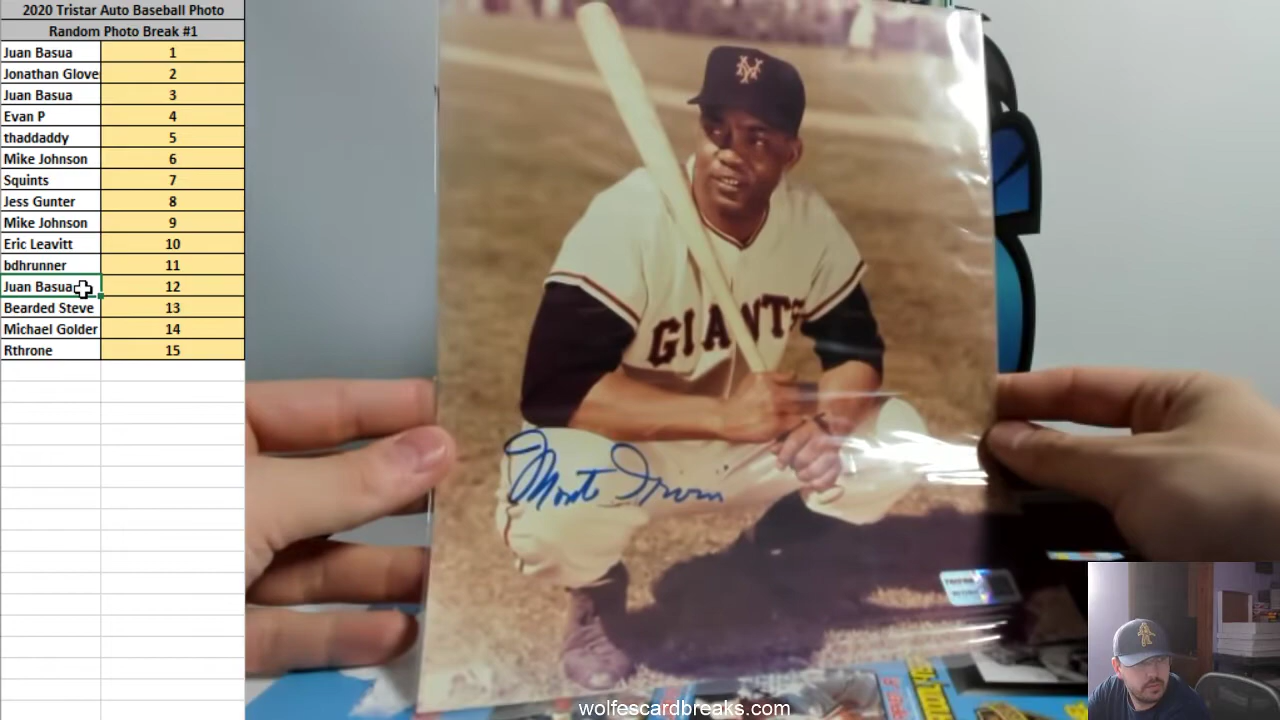 2020 Tristar Auto Baseball Photo
Random Photo Break #1
Juan Basua 1
Jonathan Glove 2
Juan Basua 3
Evan P 4
thaddaddy 5
Mike Johnson 6
Squints 7
Jess Gunter 8
Mike Johnson 9
Eric Leavitt 10
bdhrunner 11
Juan Basua 12
Bearded Steve 13
Michael Golder 14
Rthrone 15
NY
GIANTS
Monte Irvin
wolfescardbreaks.com